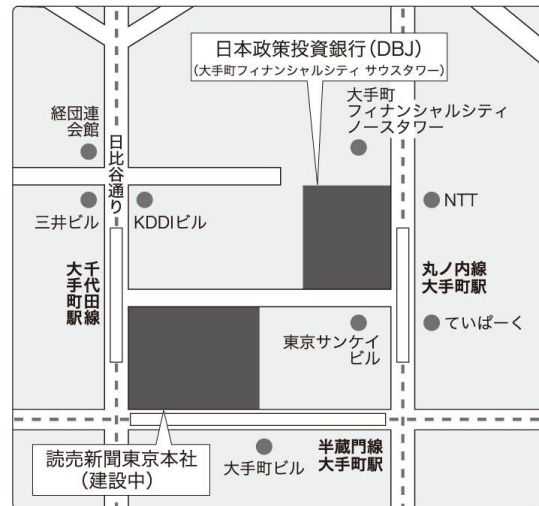 日本政策投資銀行(DBJ)
(大手町フィナンシャルシティ サウスタワー)
大手町
フィナンシャルシティ
ノースタワー
経団連
会館
日比谷通り
三井ビル
KDDIビル
NTT
千代田線
大手町駅
丸ノ内線
大手町駅
東京サンケイ
ビル
ていぱーく
読売新聞東京本社
(建設中)
大手町ビル
半蔵門線
大手町駅